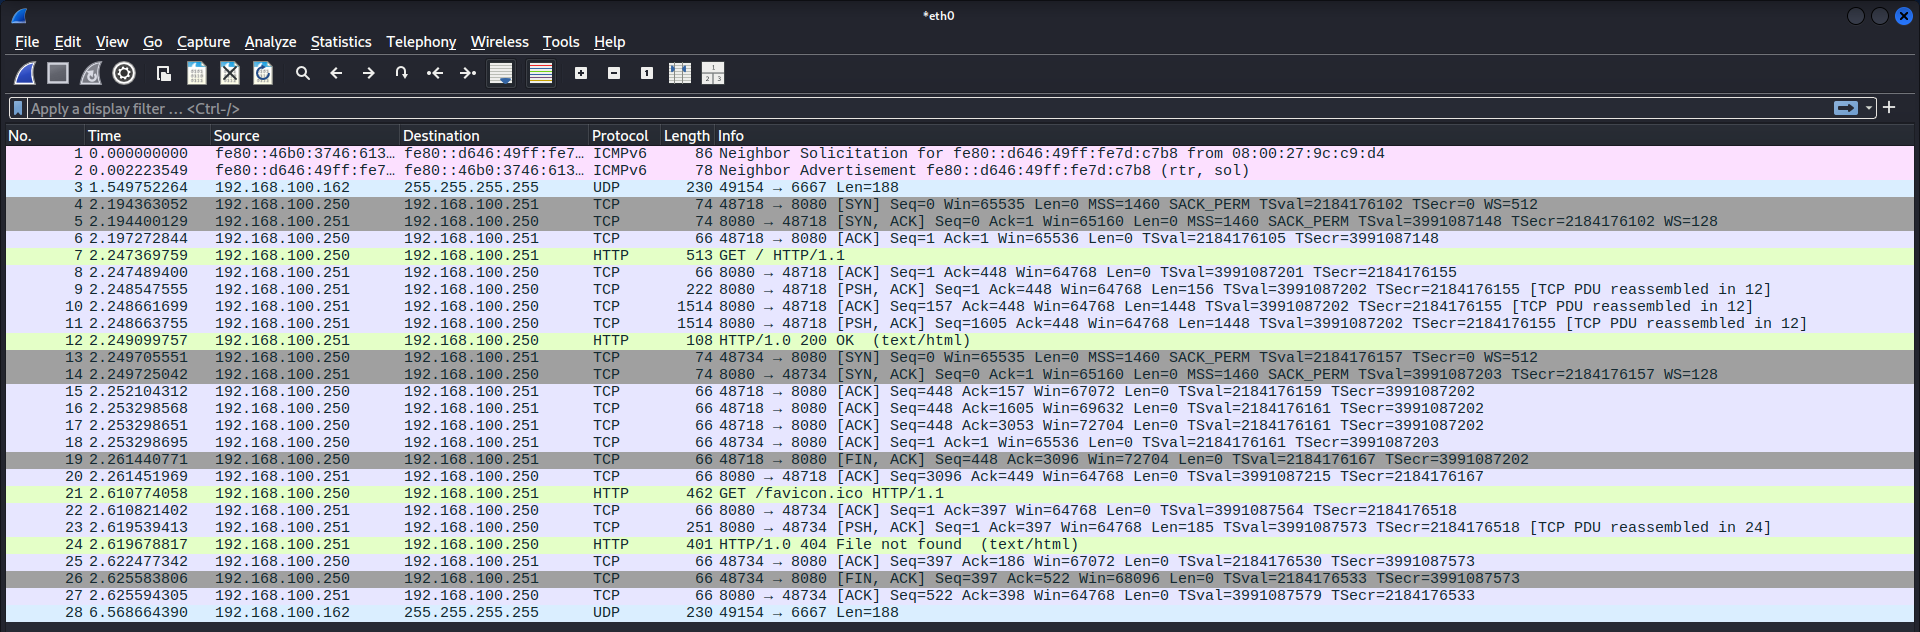 *eth0
File Edit View Go Capture Analyze Statistics Telephony Wireless Tools Help
Apply a display filter … <Ctrl-/>
No. Time Source Destination Protocol Length Info
1 0.000000000 fe80::46b0:3746:613… fe80::d646:49ff:fe7… ICMPv6 86 Neighbor Solicitation for fe80::d646:49ff:fe7d:c7b8 from 08:00:27:9c:c9:d4
2 0.002223549 fe80::d646:49ff:fe7… fe80::46b0:3746:613… ICMPv6 78 Neighbor Advertisement fe80::d646:49ff:fe7d:c7b8 (rtr, sol)
3 1.549752264 192.168.100.162 255.255.255.255 UDP 230 49154 → 6667 Len=188
4 2.194363052 192.168.100.250 192.168.100.251 TCP 74 48718 → 8080 [SYN] Seq=0 Win=65535 Len=0 MSS=1460 SACK_PERM TSval=2184176102 TSecr=0 WS=512
5 2.194400129 192.168.100.251 192.168.100.250 TCP 74 8080 → 48718 [SYN, ACK] Seq=0 Ack=1 Win=65160 Len=0 MSS=1460 SACK_PERM TSval=3991087148 TSecr=2184176102 WS=128
6 2.197272844 192.168.100.250 192.168.100.251 TCP 66 48718 → 8080 [ACK] Seq=1 Ack=1 Win=65536 Len=0 TSval=2184176105 TSecr=3991087148
7 2.247369759 192.168.100.250 192.168.100.251 HTTP 513 GET / HTTP/1.1
8 2.247489400 192.168.100.251 192.168.100.250 TCP 66 8080 → 48718 [ACK] Seq=1 Ack=448 Win=64768 Len=0 TSval=3991087201 TSecr=2184176155
9 2.248547555 192.168.100.251 192.168.100.250 TCP 222 8080 → 48718 [PSH, ACK] Seq=1 Ack=448 Win=64768 Len=156 TSval=3991087202 TSecr=2184176155 [TCP PDU reassembled in 12]
10 2.248661699 192.168.100.251 192.168.100.250 TCP 1514 8080 → 48718 [ACK] Seq=157 Ack=448 Win=64768 Len=1448 TSval=3991087202 TSecr=2184176155 [TCP PDU reassembled in 12]
11 2.248663755 192.168.100.251 192.168.100.250 TCP 1514 8080 → 48718 [PSH, ACK] Seq=1605 Ack=448 Win=64768 Len=1448 TSval=3991087202 TSecr=2184176155 [TCP PDU reassembled in 12]
12 2.249099757 192.168.100.251 192.168.100.250 HTTP 108 HTTP/1.0 200 OK  (text/html)
13 2.249705551 192.168.100.250 192.168.100.251 TCP 74 48734 → 8080 [SYN] Seq=0 Win=65535 Len=0 MSS=1460 SACK_PERM TSval=2184176157 TSecr=0 WS=512
14 2.249725042 192.168.100.251 192.168.100.250 TCP 74 8080 → 48734 [SYN, ACK] Seq=0 Ack=1 Win=65160 Len=0 MSS=1460 SACK_PERM TSval=3991087203 TSecr=2184176157 WS=128
15 2.252104312 192.168.100.250 192.168.100.251 TCP 66 48718 → 8080 [ACK] Seq=448 Ack=157 Win=67072 Len=0 TSval=2184176159 TSecr=3991087202
16 2.253298568 192.168.100.250 192.168.100.251 TCP 66 48718 → 8080 [ACK] Seq=448 Ack=1605 Win=69632 Len=0 TSval=2184176161 TSecr=3991087202
17 2.253298651 192.168.100.250 192.168.100.251 TCP 66 48718 → 8080 [ACK] Seq=448 Ack=3053 Win=72704 Len=0 TSval=2184176161 TSecr=3991087202
18 2.253298695 192.168.100.250 192.168.100.251 TCP 66 48734 → 8080 [ACK] Seq=1 Ack=1 Win=65536 Len=0 TSval=2184176161 TSecr=3991087203
19 2.261440771 192.168.100.250 192.168.100.251 TCP 66 48718 → 8080 [FIN, ACK] Seq=448 Ack=3096 Win=72704 Len=0 TSval=2184176167 TSecr=3991087202
20 2.261451969 192.168.100.251 192.168.100.250 TCP 66 8080 → 48718 [ACK] Seq=3096 Ack=449 Win=64768 Len=0 TSval=3991087215 TSecr=2184176167
21 2.610774058 192.168.100.250 192.168.100.251 HTTP 462 GET /favicon.ico HTTP/1.1
22 2.610821402 192.168.100.251 192.168.100.250 TCP 66 8080 → 48734 [ACK] Seq=1 Ack=397 Win=64768 Len=0 TSval=3991087564 TSecr=2184176518
23 2.619539413 192.168.100.251 192.168.100.250 TCP 251 8080 → 48734 [PSH, ACK] Seq=1 Ack=397 Win=64768 Len=185 TSval=3991087573 TSecr=2184176518 [TCP PDU reassembled in 24]
24 2.619678817 192.168.100.251 192.168.100.250 HTTP 401 HTTP/1.0 404 File not found  (text/html)
25 2.622477342 192.168.100.250 192.168.100.251 TCP 66 48734 → 8080 [ACK] Seq=397 Ack=186 Win=67072 Len=0 TSval=2184176530 TSecr=3991087573
26 2.625583806 192.168.100.250 192.168.100.251 TCP 66 48734 → 8080 [FIN, ACK] Seq=397 Ack=522 Win=68096 Len=0 TSval=2184176533 TSecr=3991087573
27 2.625594305 192.168.100.251 192.168.100.250 TCP 66 8080 → 48734 [ACK] Seq=522 Ack=398 Win=64768 Len=0 TSval=3991087579 TSecr=2184176533
28 6.568664390 192.168.100.162 255.255.255.255 UDP 230 49154 → 6667 Len=188